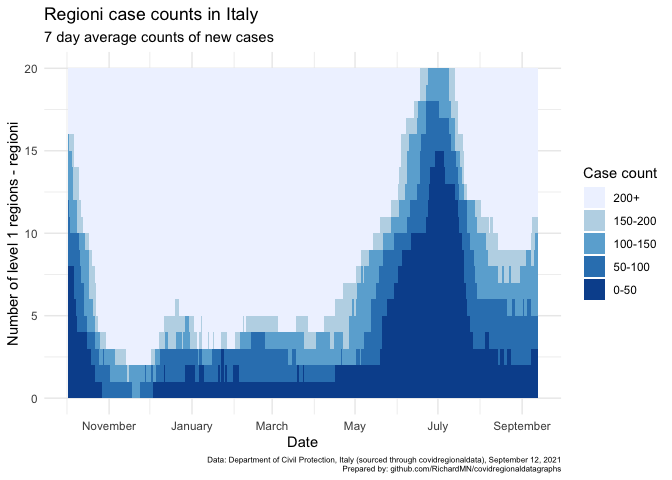 Regioni case counts in Italy
7 day average counts of new cases
Number of level 1 regions - regioni
20
15
10
5
0
November
January
March
May
July
September
Date
Case count
200+
150-200
100-150
50-100
0-50
Data: Department of Civil Protection, Italy (sourced through covidregionaldata), September 12, 2021
Prepared by: github.com/RichardMN/covidregionaldatagraphs